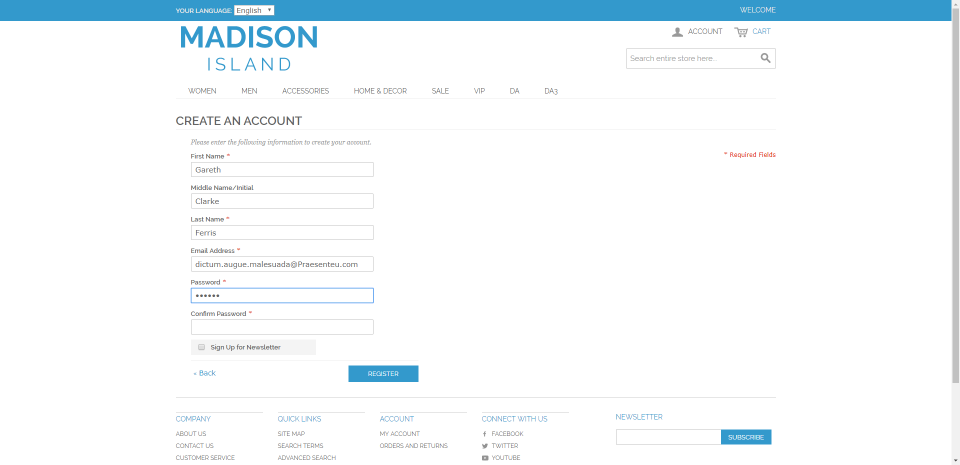 YOUR LANGUAGE: English WELCOME
MADISON
ISLAND
ACCOUNT CART
Search entire store here...
WOMEN MEN ACCESSORIES HOME & DECOR SALE VIP DA DA3
CREATE AN ACCOUNT
Please enter the following information to create your account.
* Required Fields
First Name *
Gareth
Middle Name/Initial
Clarke
Last Name *
Ferris
Email Address *
dictum.augue.malesuada@Praesenteu.com
Password *
••••••
Confirm Password *
Sign Up for Newsletter
« Back REGISTER
COMPANY
ABOUT US
CONTACT US
CUSTOMER SERVICE
QUICK LINKS
SITE MAP
SEARCH TERMS
ADVANCED SEARCH
ACCOUNT
MY ACCOUNT
ORDERS AND RETURNS
CONNECT WITH US
FACEBOOK
TWITTER
YOUTUBE
NEWSLETTER
SUBSCRIBE